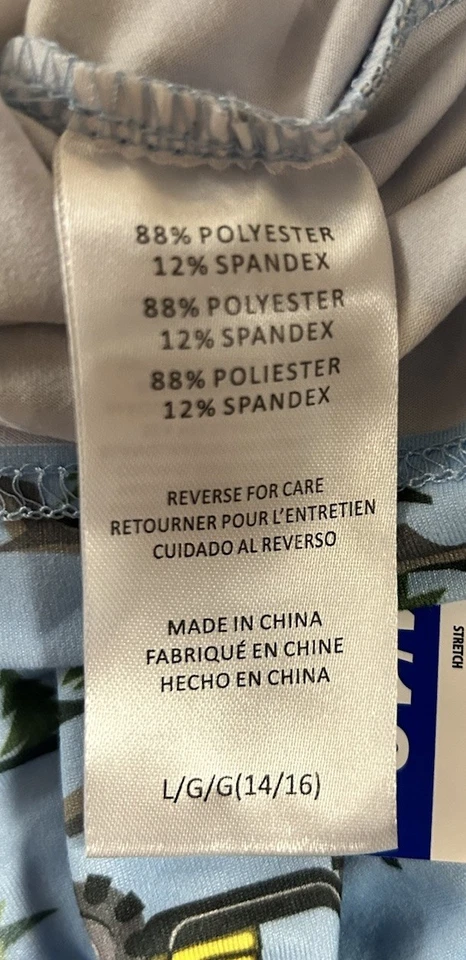 88% POLYESTER
12% SPANDEX
88% POLYESTER
12% SPANDEX
88% POLIESTER
12% SPANDEX
REVERSE FOR CARE
RETOURNER POUR L'ENTRETIEN
CUIDADO AL REVERSO
MADE IN CHINA
FABRIQUÉ EN CHINE
HECHO EN CHINA
L/G/G(14/16)
STRETCH